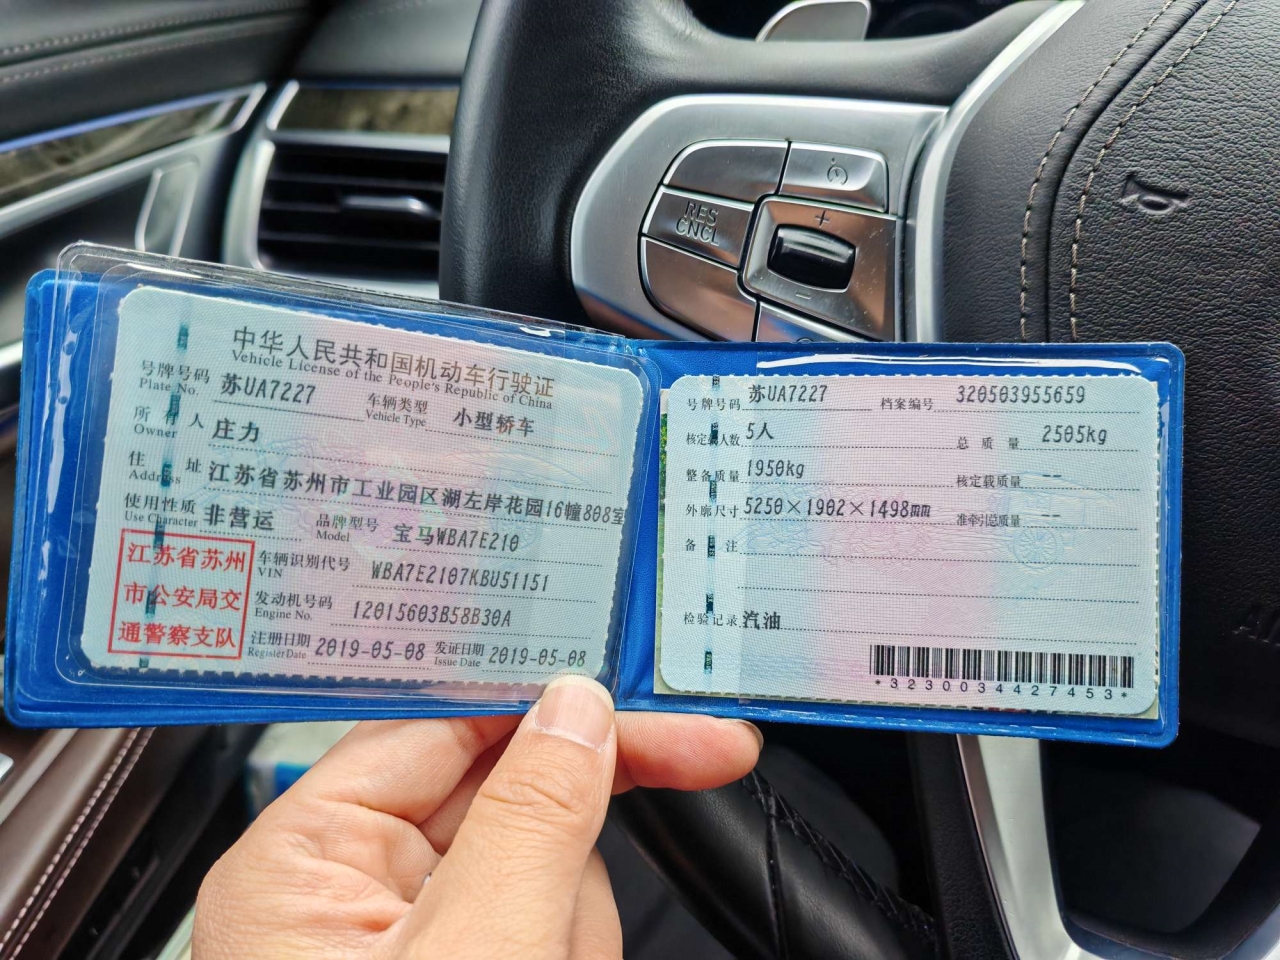 中华人民共和国机动车行驶证
Vehicle License of the People's Republic of China
号牌号码 苏UA7227 车辆类型 小型轿车
Plate No. Vehicle Type
所有人 庄力
Owner
住址 江苏省苏州市工业园区湖左岸花园16幢808室
Address
使用性质 非营运 品牌型号 宝马WBA7E210
Use Character Model
江苏省苏州
市公安局交
通警察支队
车辆识别代号 WBA7E2107KBU51151
VIN
发动机号码 12015603B58B30A
Engine No.
注册日期 2019-05-08 发证日期 2019-05-08
Register Date Issue Date
号牌号码 苏UA7227 档案编号 320503955659
核定载人数 5人 总质量 2505kg
整备质量 1950kg 核定载质量 --
外廓尺寸 5250×1902×1498mm 准牵引总质量 --
备注
检验记录 汽油
*3230034427453*
RES
CNCL
+
-